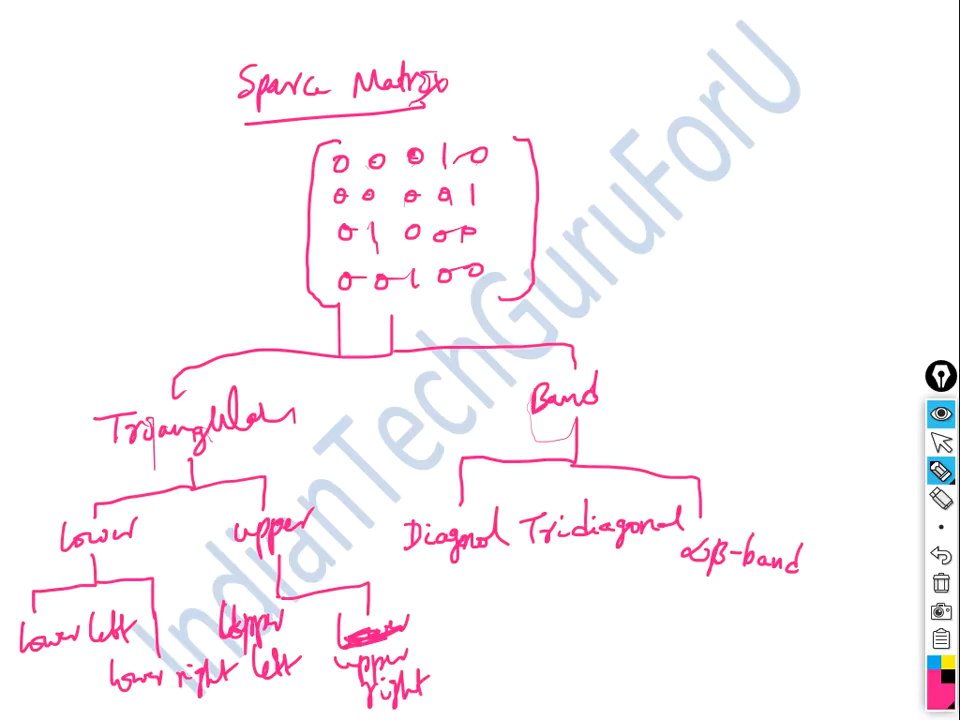 Sparce Matrix
0 0 0 1 0
0 0 0 0 1
0 1 0 0 0
0 0 1 0 0
Triangular
Band
Lower
upper
Diagnol
Tridiagonal
αβ-band
Lower left
Lower right
Upper left
upper right
IndianTechGuruForU